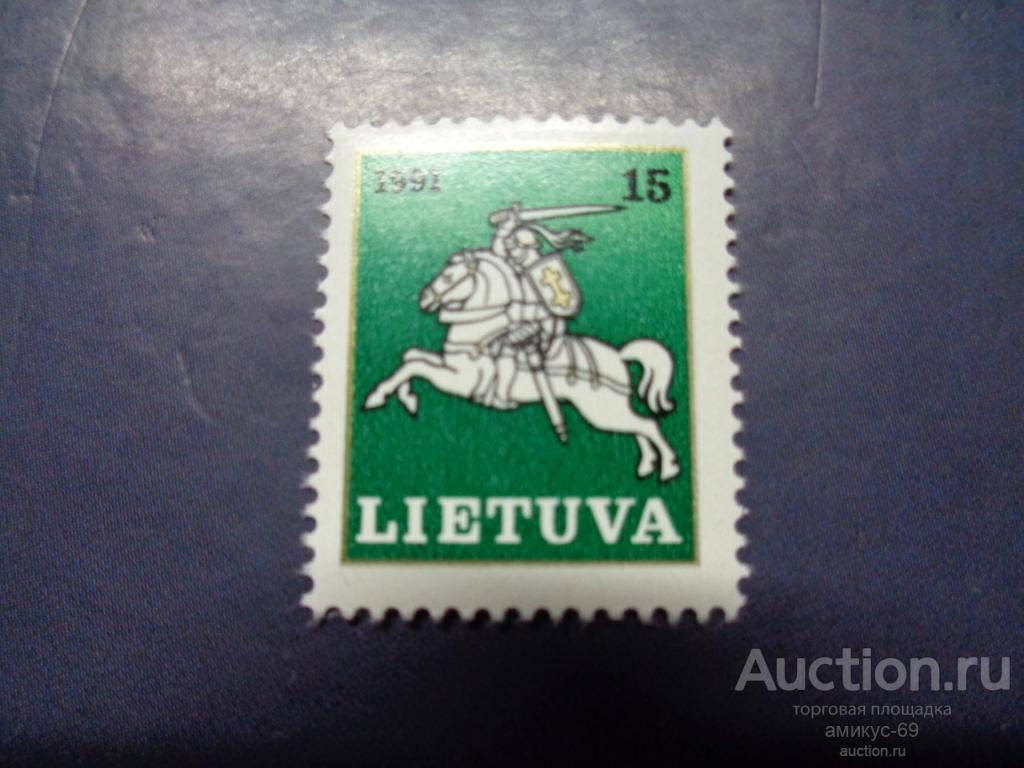 1991 15
LIETUVA
Auction.ru
торговая площадка
амикус-69
auction.ru